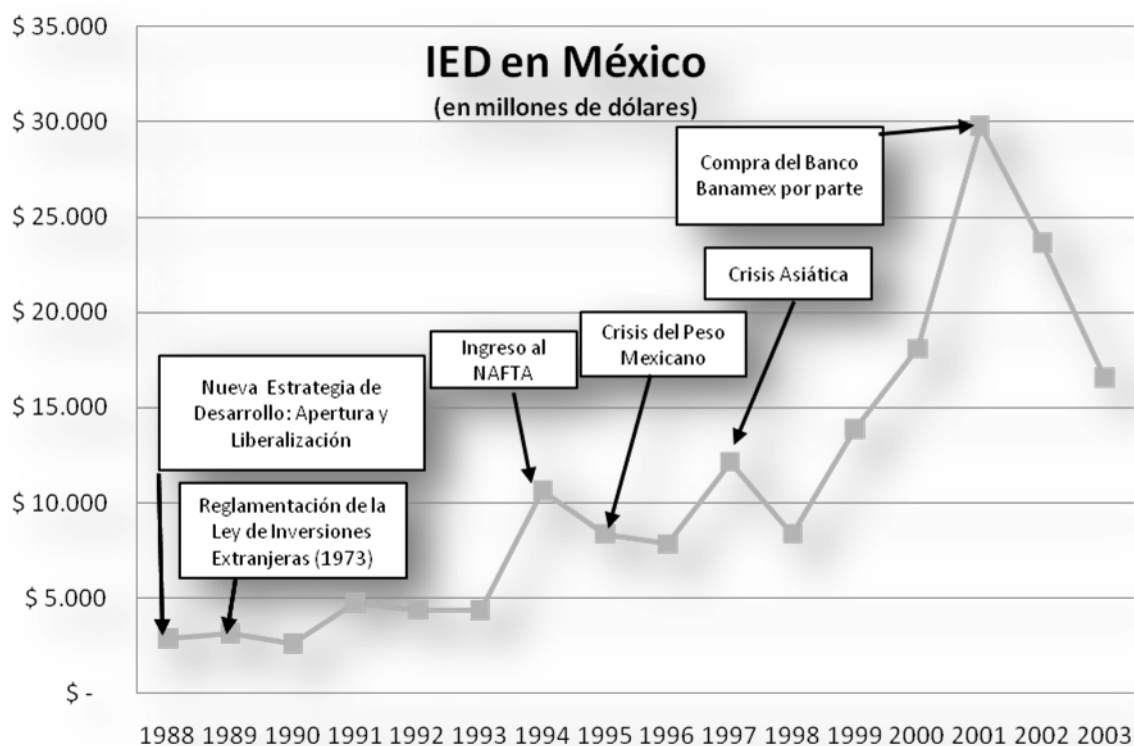 IED en México
(en millones de dólares)
$ 35.000
$ 30.000
$ 25.000
$ 20.000
$ 15.000
$ 10.000
$ 5.000
$ -
Compra del Banco
Banamex por parte
Crisis Asiática
Crisis del Peso
Mexicano
Ingreso al
NAFTA
Nueva Estrategia de
Desarrollo: Apertura y
Liberalización
Reglamentación de la
Ley de Inversiones
Extranjeras (1973)
1988 1989 1990 1991 1992 1993 1994 1995 1996 1997 1998 1999 2000 2001 2002 2003